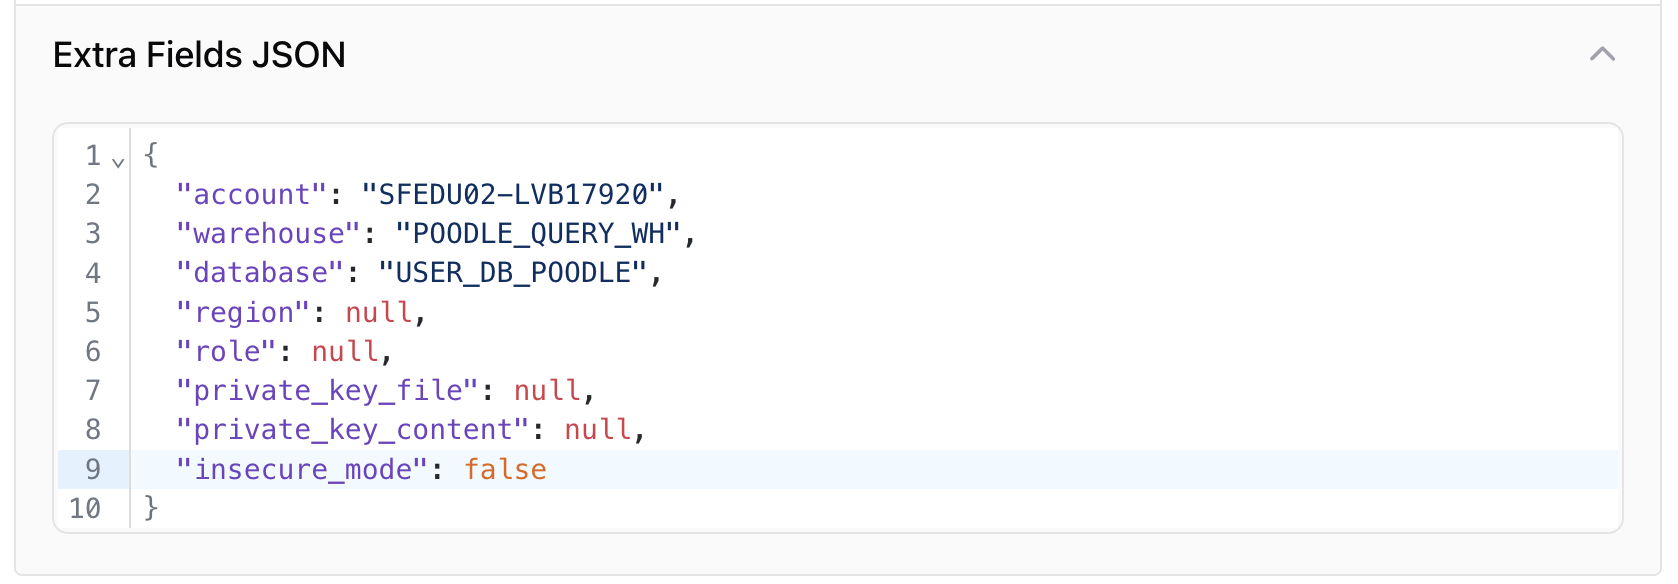 Extra Fields JSON
1 {
2 "account": "SFEDU02-LVB17920",
3 "warehouse": "POODLE_QUERY_WH",
4 "database": "USER_DB_POODLE",
5 "region": null,
6 "role": null,
7 "private_key_file": null,
8 "private_key_content": null,
9 "insecure_mode": false
10 }